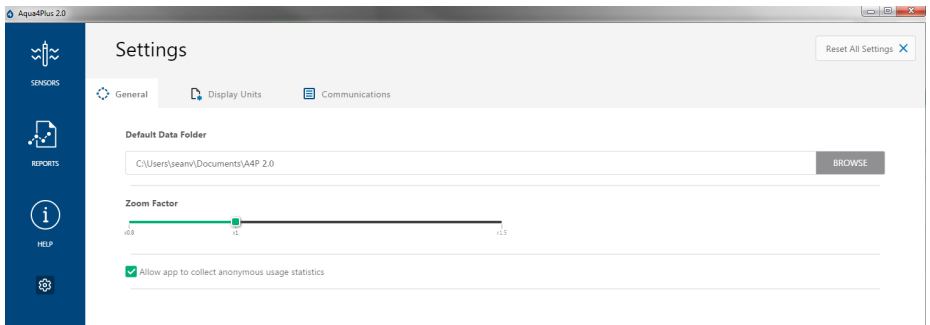 Aqua4Plus 2.0
Settings
Reset All Settings
SENSORS
General
Display Units
Communications
Default Data Folder
REPORTS
C:\Users\seanv\Documents\A4P 2.0
BROWSE
Zoom Factor
x0.8
x1
x1.5
HELP
Allow app to collect anonymous usage statistics